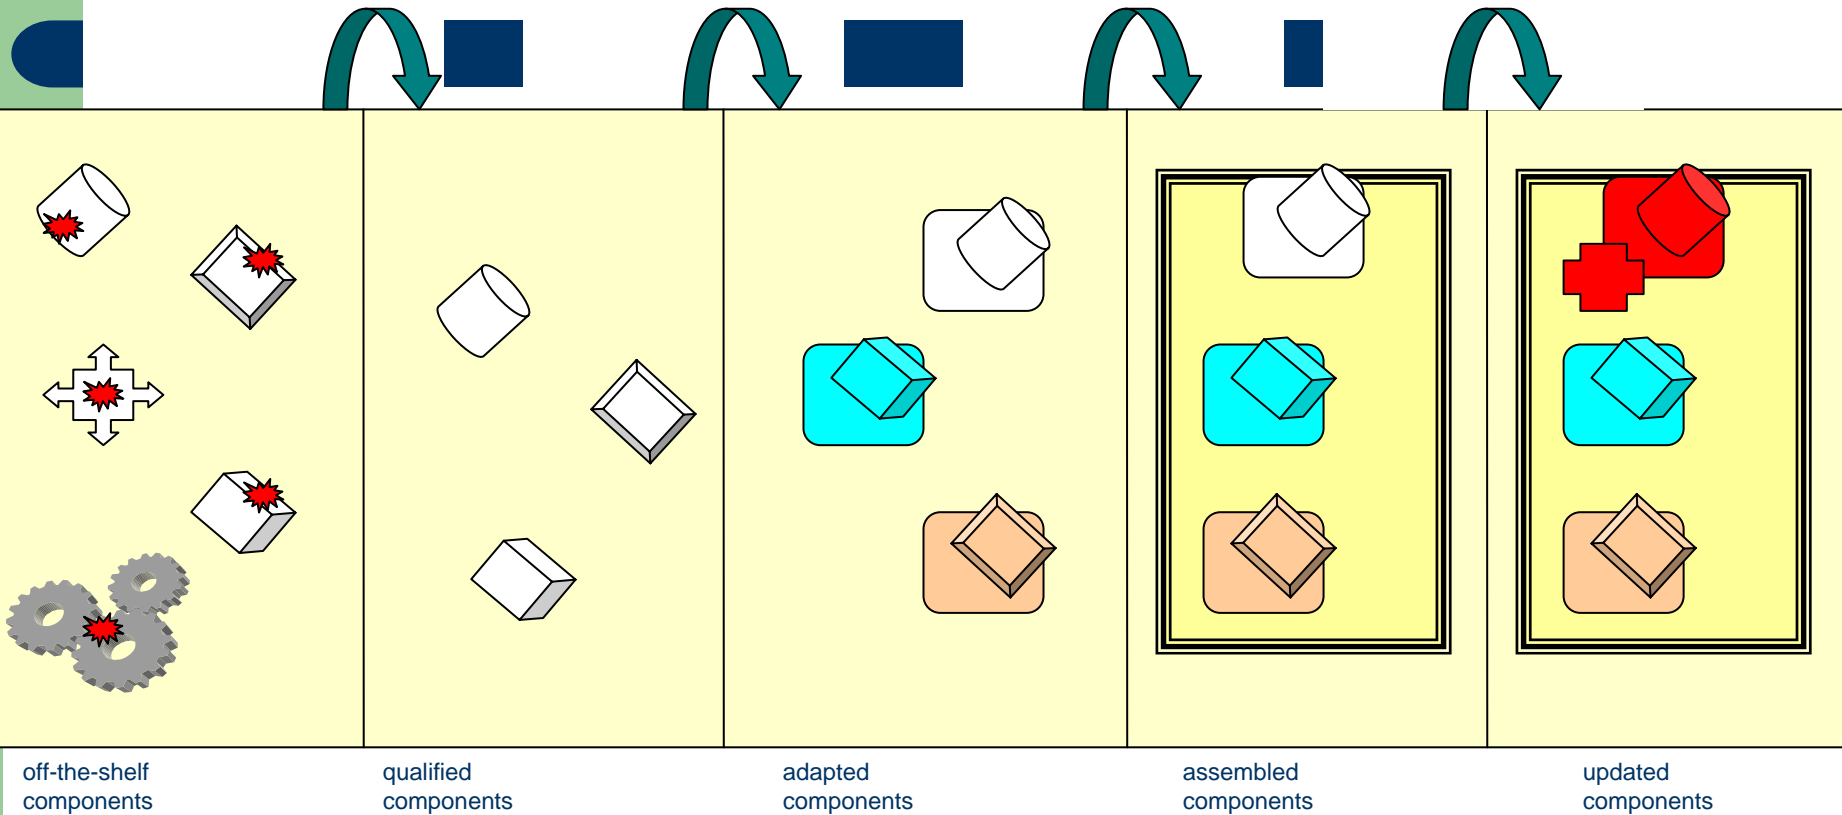 off-the-shelf
components
qualified
components
adapted
components
assembled
components
updated
components